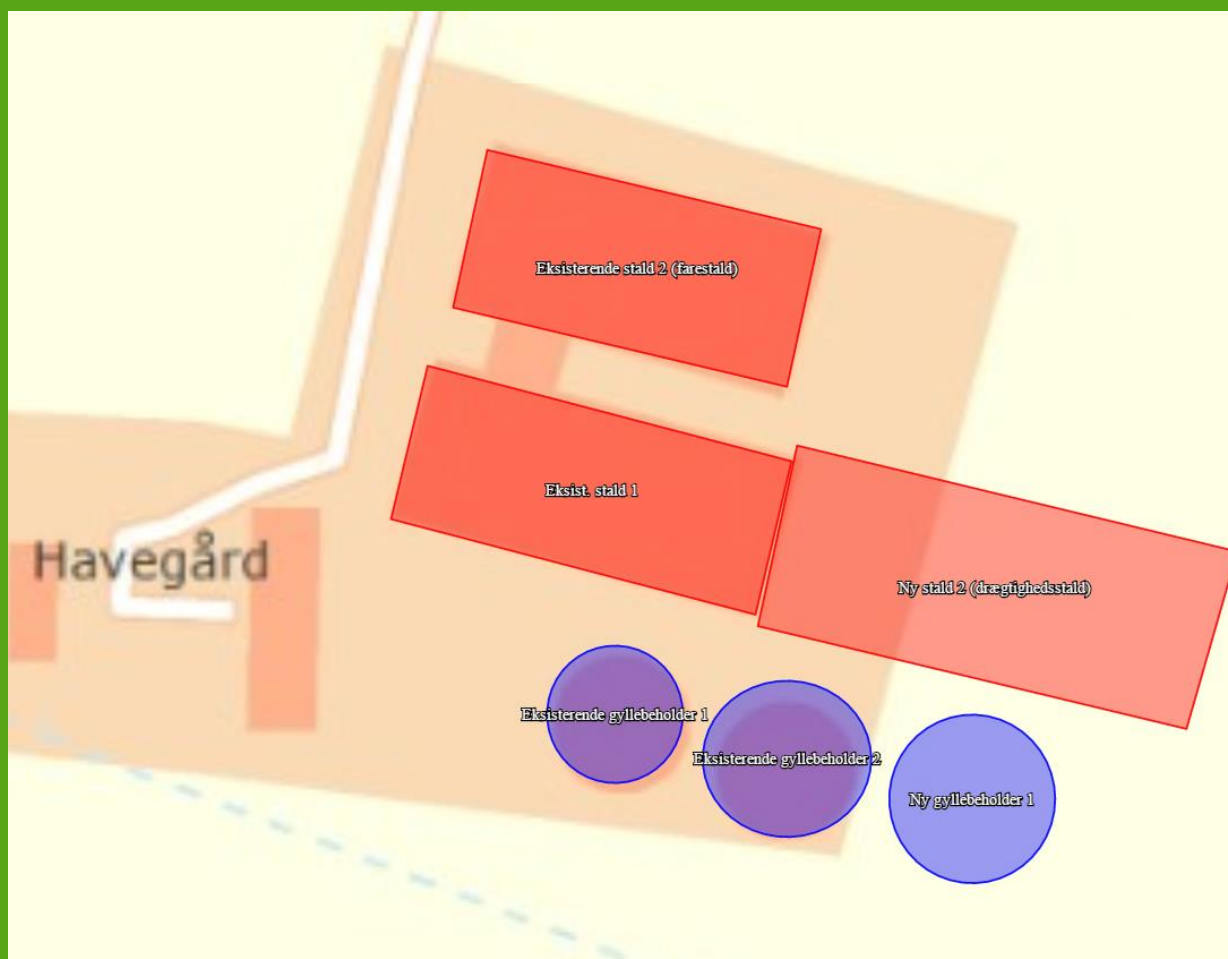 Eksisterende stald 2 (farestald)
Eksist. stald 1
Havegård
Ny stald 2 (drægtighedsstald)
Eksisterende gyllebeholder 1
Eksisterende gyllebeholder 2
Ny gyllebeholder 1